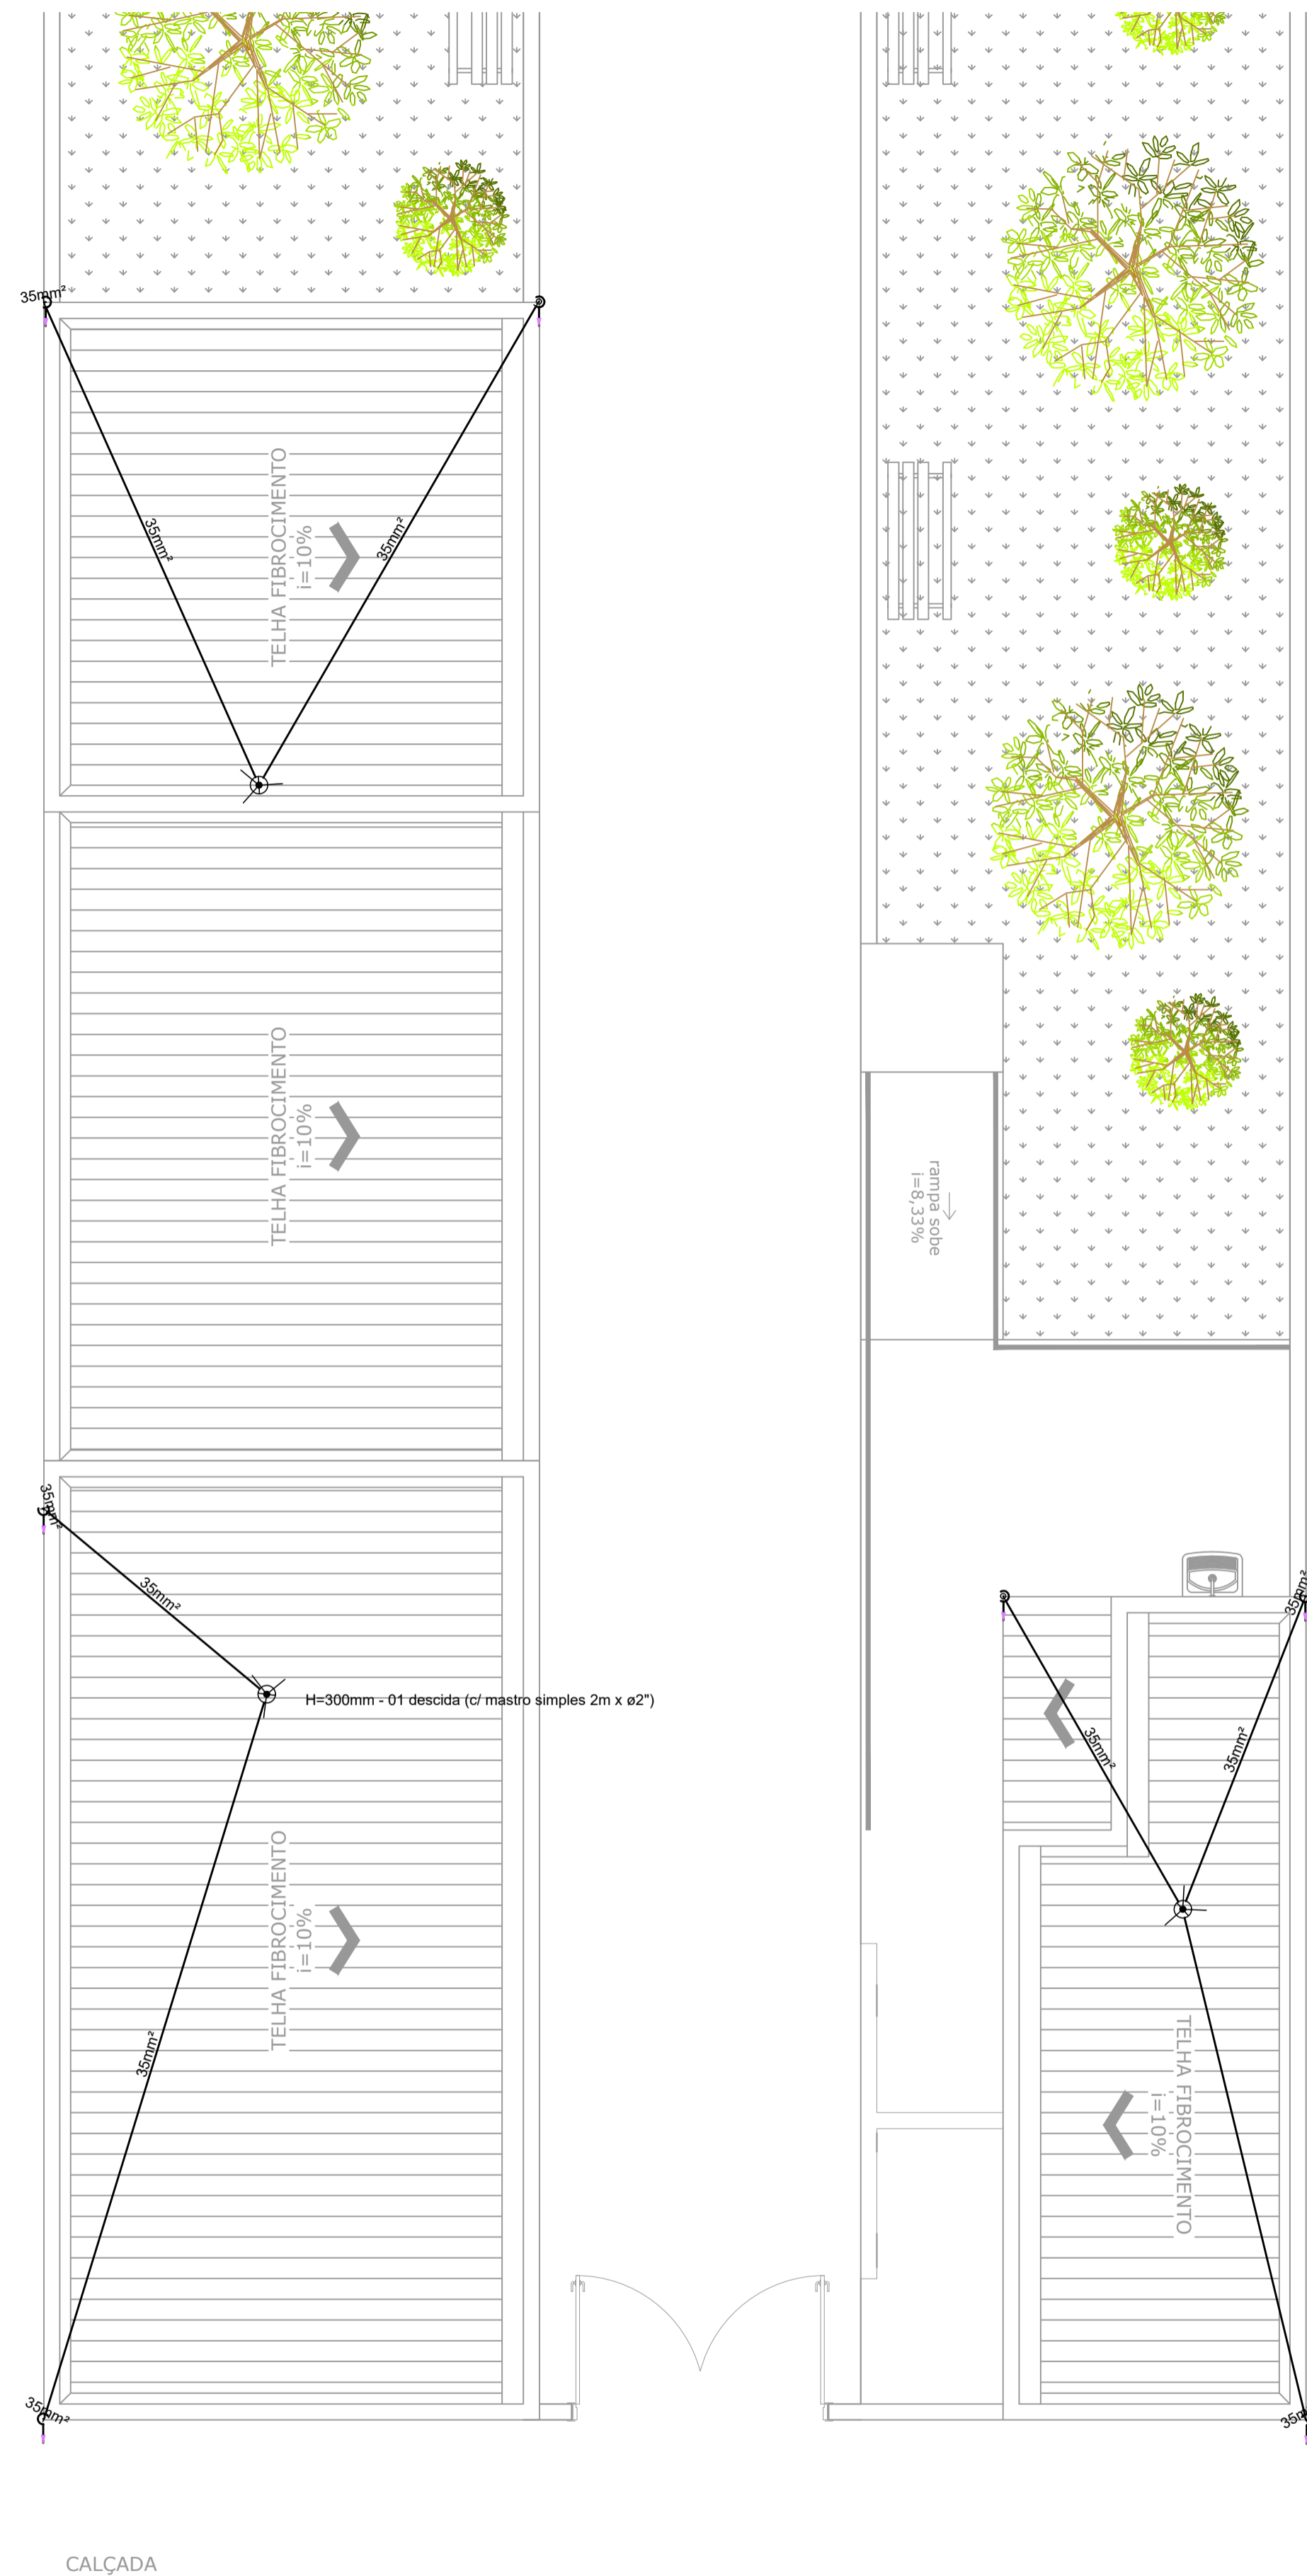 35mm²
35mm²
35mm²
TELHA FIBROCIMENTO
i=10%
TELHA FIBROCIMENTO
i=10%
rampa sobe
i=8,33%
35mm²
35mm²
35mm²
H=300mm - 01 descida (c/ mastro simples 2m x ø2")
35mm²
35mm²
TELHA FIBROCIMENTO
i=10%
35mm²
TELHA FIBROCIMENTO
i=10%
35mm²
35m
CALÇADA